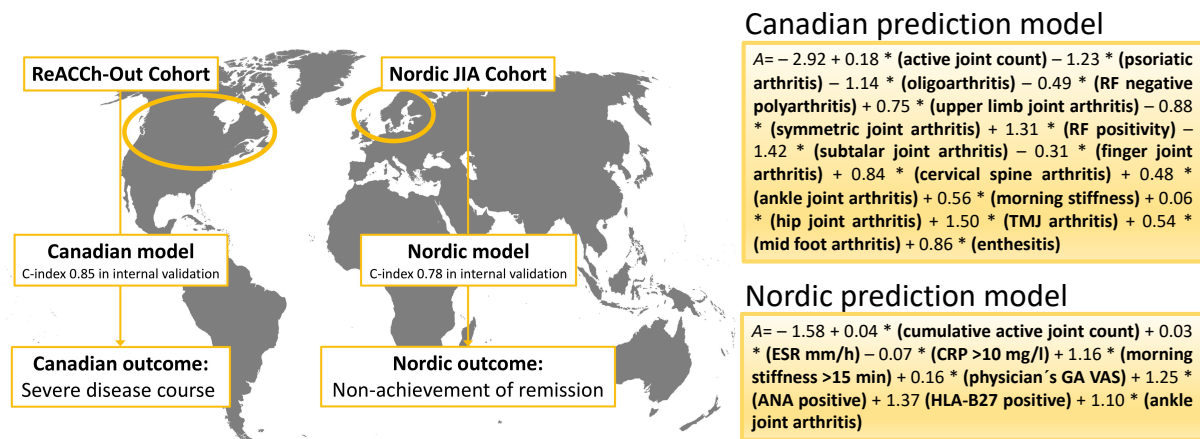 ReACCh-Out Cohort
Nordic JIA Cohort
Canadian model
C-index 0.85 in internal validation
Nordic model
C-index 0.78 in internal validation
Canadian outcome:
Severe disease course
Nordic outcome:
Non-achievement of remission
Canadian prediction model
A= – 2.92 + 0.18 * (active joint count) – 1.23 * (psoriatic
arthritis) – 1.14 * (oligoarthritis) – 0.49 * (RF negative
polyarthritis) + 0.75 * (upper limb joint arthritis) – 0.88
* (symmetric joint arthritis) + 1.31 * (RF positivity) –
1.42 * (subtalar joint arthritis) – 0.31 * (finger joint
arthritis) + 0.84 * (cervical spine arthritis) + 0.48 *
(ankle joint arthritis) + 0.56 * (morning stiffness) + 0.06
* (hip joint arthritis) + 1.50 * (TMJ arthritis) + 0.54 *
(mid foot arthritis) + 0.86 * (enthesitis)
Nordic prediction model
A= – 1.58 + 0.04 * (cumulative active joint count) + 0.03
* (ESR mm/h) – 0.07 * (CRP >10 mg/l) + 1.16 * (morning
stiffness >15 min) + 0.16 * (physician´s GA VAS) + 1.25 *
(ANA positive) + 1.37 (HLA-B27 positive) + 1.10 * (ankle
joint arthritis)